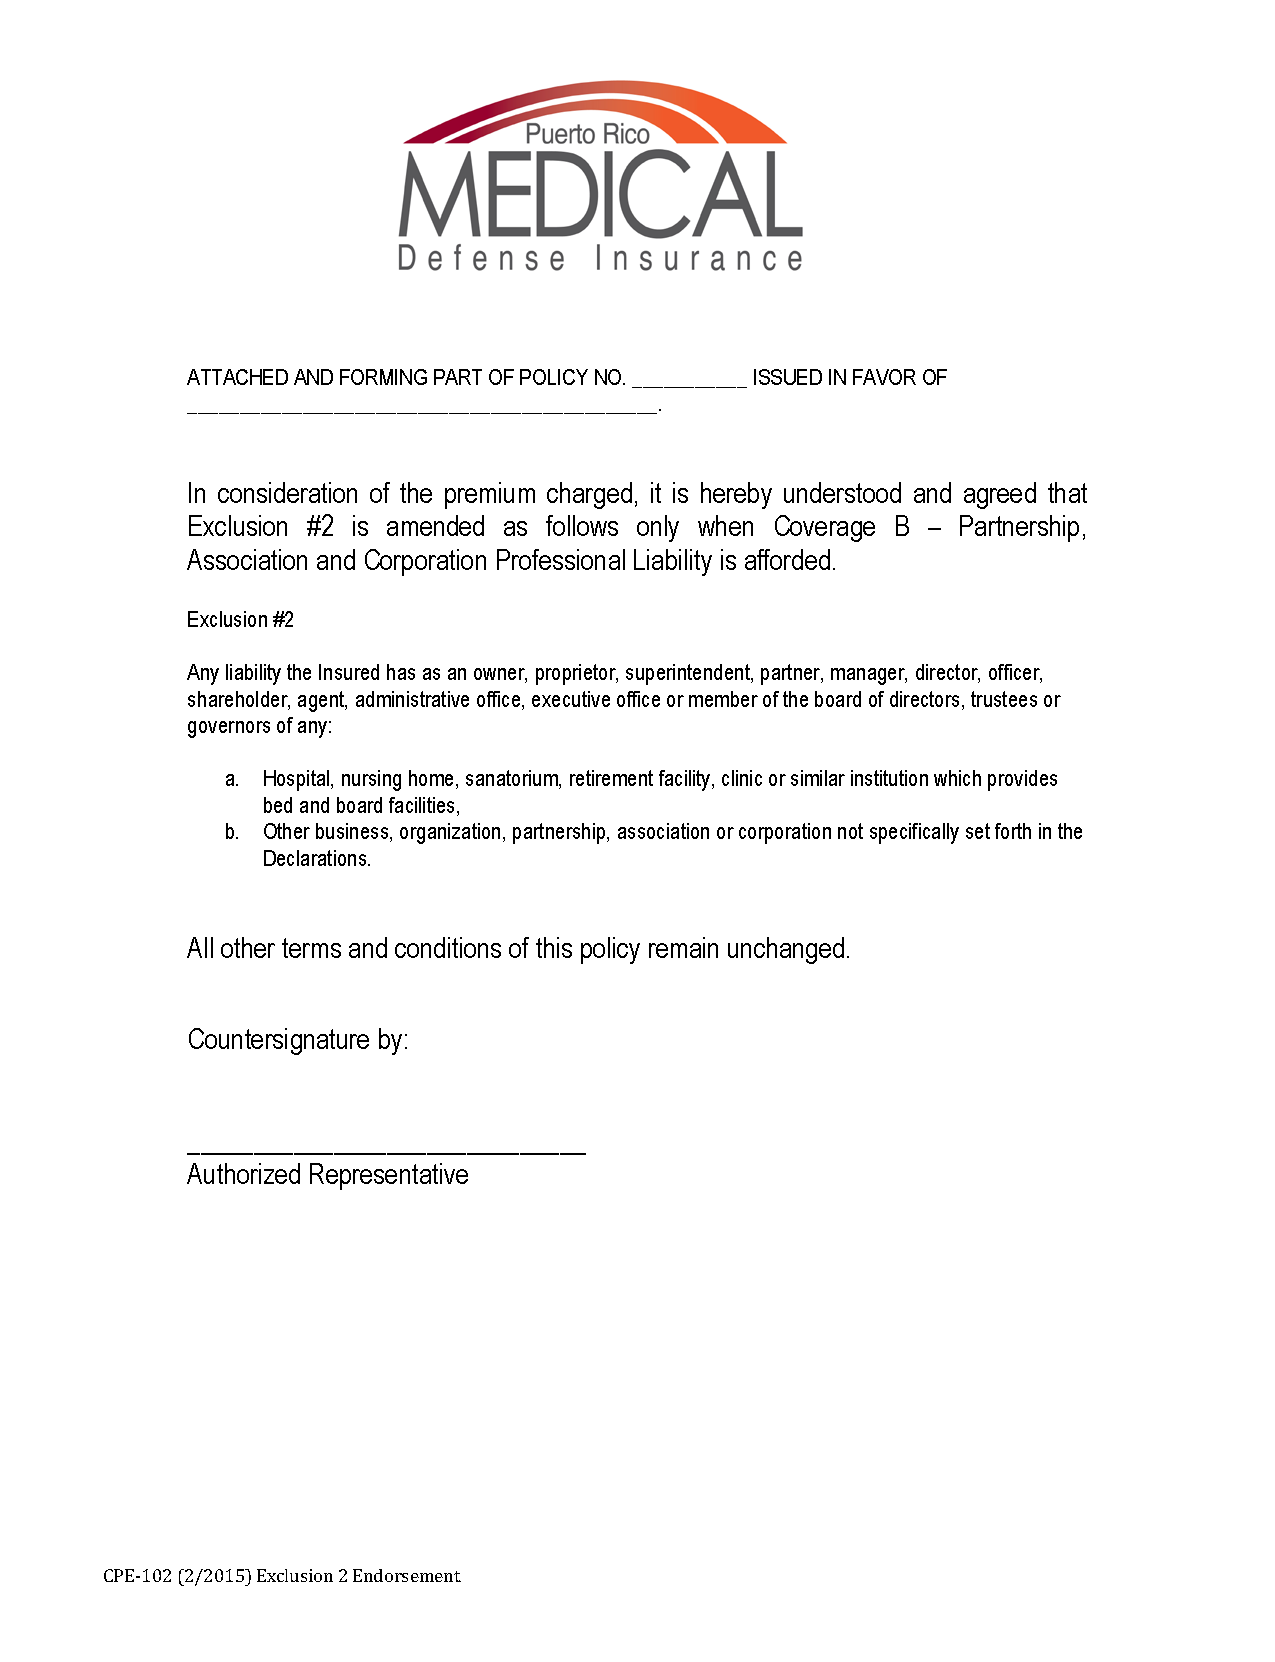 Puerto Rico
MEDICAL
Defense Insurance
ATTACHED AND FORMING PART OF POLICY NO. ___________ ISSUED IN FAVOR OF
_____________________________________________.
In consideration of the premium charged, it is hereby understood and agreed that
Exclusion #2 is amended as follows only when Coverage B – Partnership,
Association and Corporation Professional Liability is afforded.
Exclusion #2
Any liability the Insured has as an owner, proprietor, superintendent, partner, manager, director, officer,
shareholder, agent, administrative office, executive office or member of the board of directors, trustees or
governors of any:
a. Hospital, nursing home, sanatorium, retirement facility, clinic or similar institution which provides
bed and board facilities,
b. Other business, organization, partnership, association or corporation not specifically set forth in the
Declarations.
All other terms and conditions of this policy remain unchanged.
Countersignature by:
______________________________
Authorized Representative
CPE-102 (2/2015) Exclusion 2 Endorsement